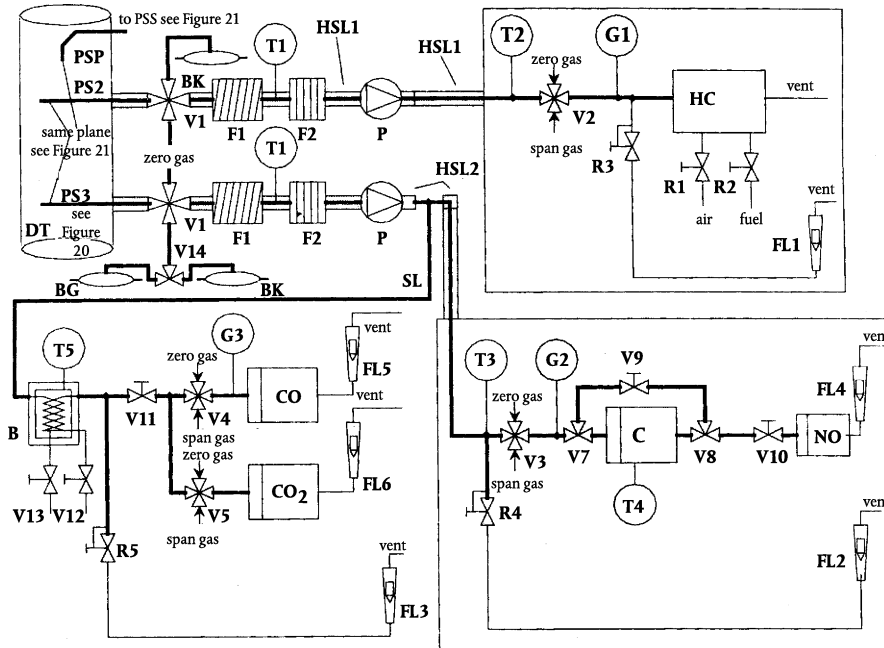 to PSS see Figure 21
PSP
PS2
BK
V1
F1
T1
F2
HSL1
P
HSL1
T2
zero gas
V2
span gas
G1
HC
vent
R3
R1
R2
air
fuel
vent
FL1
same plane
see Figure 21
zero gas
PS3
see
Figure
20
DT
V1
F1
T1
F2
P
HSL2
V14
BG
BK
SL
T5
B
V13
V12
V11
zero gas
V4
span gas
G3
CO
vent
FL5
zero gas
V5
span gas
CO2
vent
FL6
R5
vent
FL3
T3
zero gas
V3
span gas
G2
V7
V9
C
T4
V8
V10
NO
vent
FL4
R4
vent
FL2